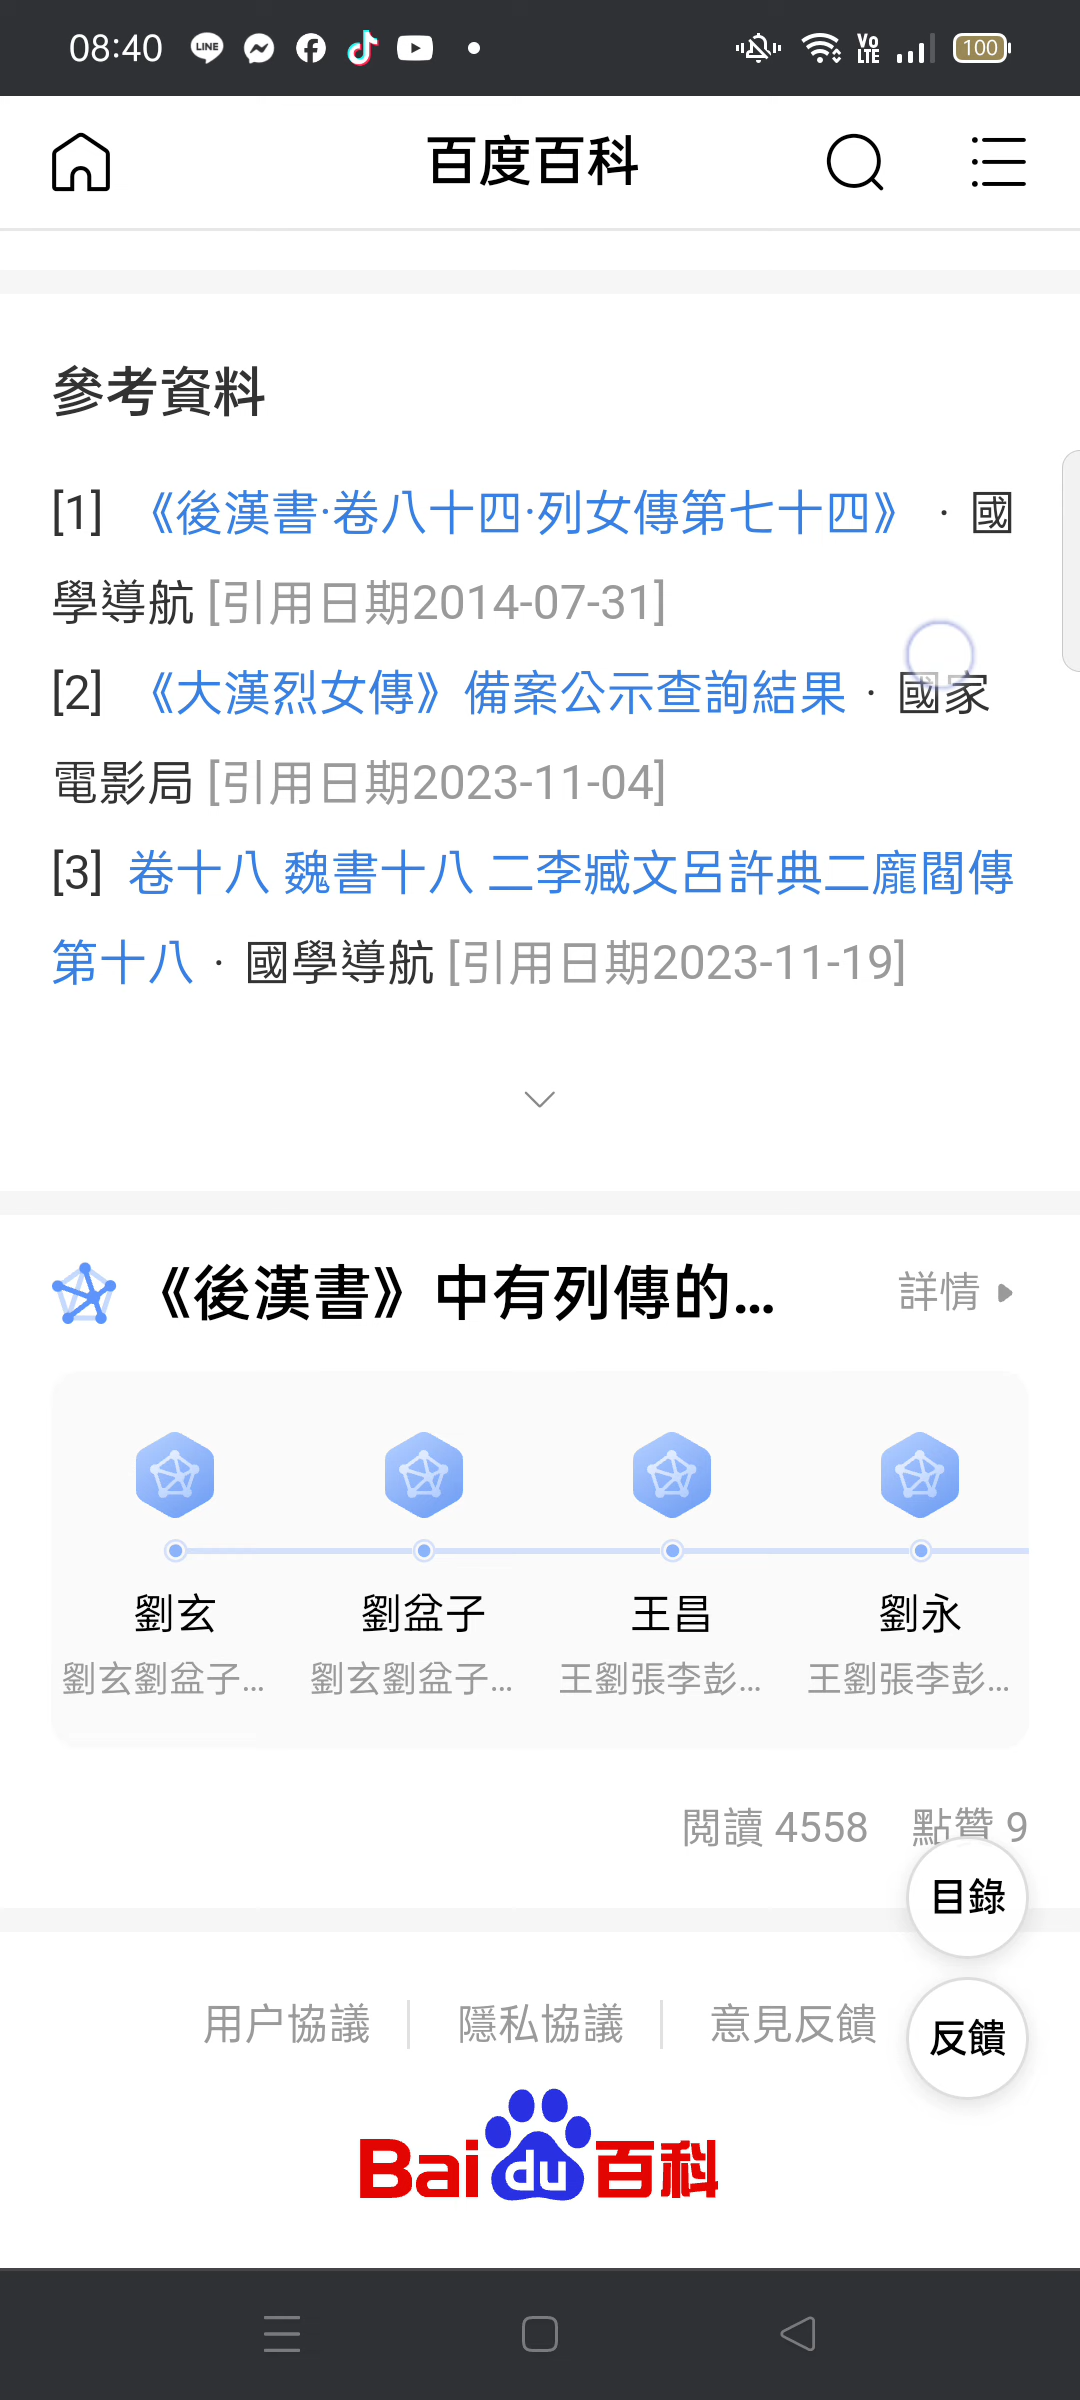 08:40
LINE
Vo LTE
100
百度百科
參考資料
[1] 《後漢書·卷八十四·列女傳第七十四》 · 國
學導航 [引用日期2014-07-31]
[2] 《大漢烈女傳》備案公示查詢結果 · 國家
電影局 [引用日期2023-11-04]
[3] 卷十八 魏書十八 二李臧文呂許典二龐閻傳
第十八 · 國學導航 [引用日期2023-11-19]
《後漢書》中有列傳的...
詳情
劉玄
劉盆子
王昌
劉永
劉玄劉盆子...
劉玄劉盆子...
王劉張李彭...
王劉張李彭...
閲讀 4558
點贊 9
目錄
用户協議
隱私協議
意見反饋
反饋
Bai du 百科